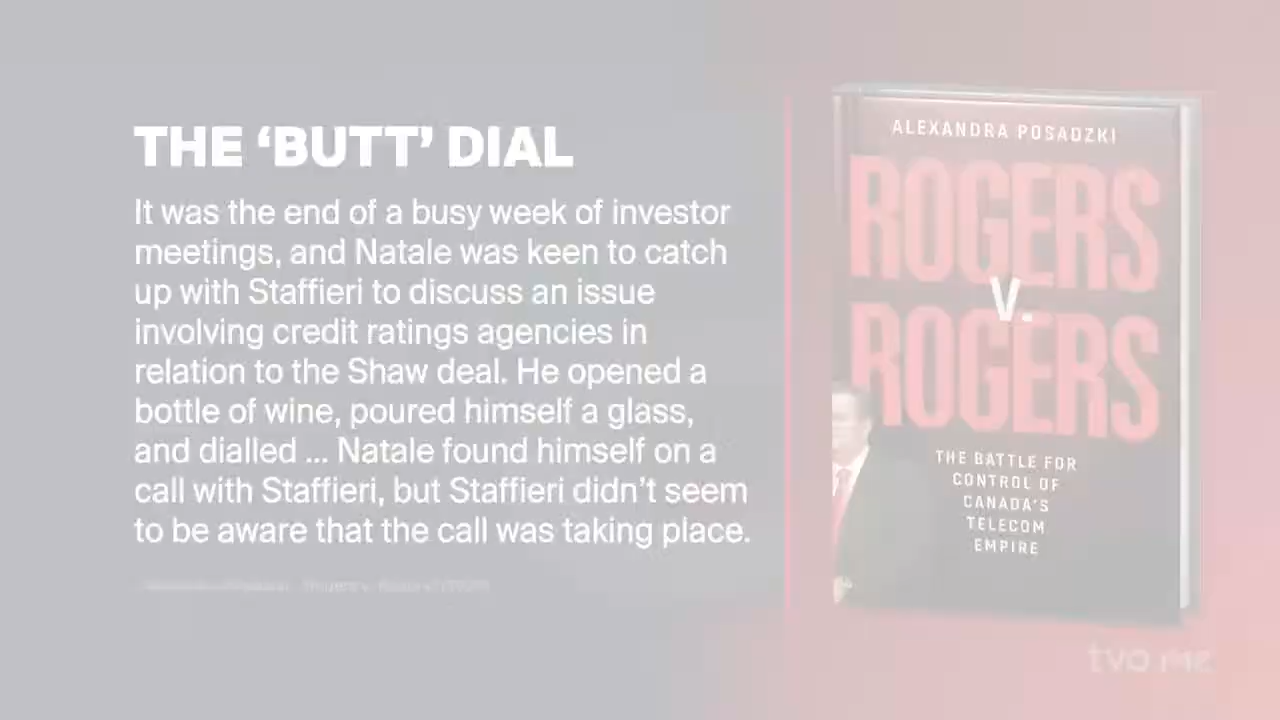 THE ‘BUTT’ DIAL
It was the end of a busy week of investor
meetings, and Natale was keen to catch
up with Staffieri to discuss an issue
involving credit ratings agencies in
relation to the Shaw deal. He opened a
bottle of wine, poured himself a glass,
and dialled ... Natale found himself on a
call with Staffieri, but Staffieri didn’t seem
to be aware that the call was taking place.
ALEXANDRA POSADZKI
ROGERS
V.
ROGERS
THE BATTLE FOR
CONTROL OF
CANADA’S
TELECOM
EMPIRE
tvo